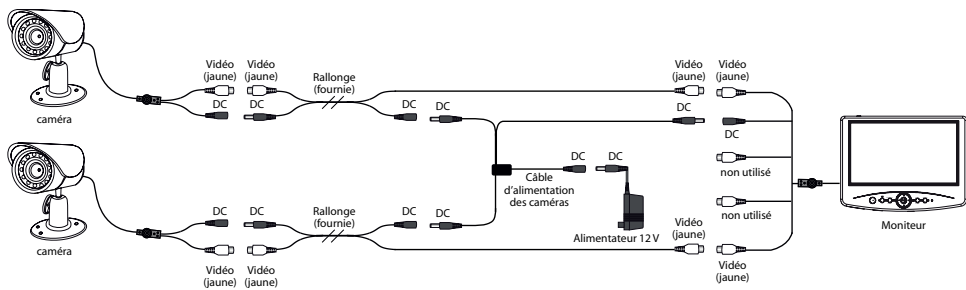 Vidéo
(jaune)
Vidéo
(jaune)
Rallonge
(fournie)
Vidéo
(jaune)
Vidéo
(jaune)
DC
DC
DC
DC
DC
DC
caméra
DC
DC
non utilisé
Câble
d'alimentation
des caméras
Alimentateur 12 V
non utilisé
Moniteur
DC
DC
Rallonge
(fournie)
DC
DC
Vidéo
(jaune)
caméra
Vidéo
(jaune)
Vidéo
(jaune)
Vidéo
(jaune)